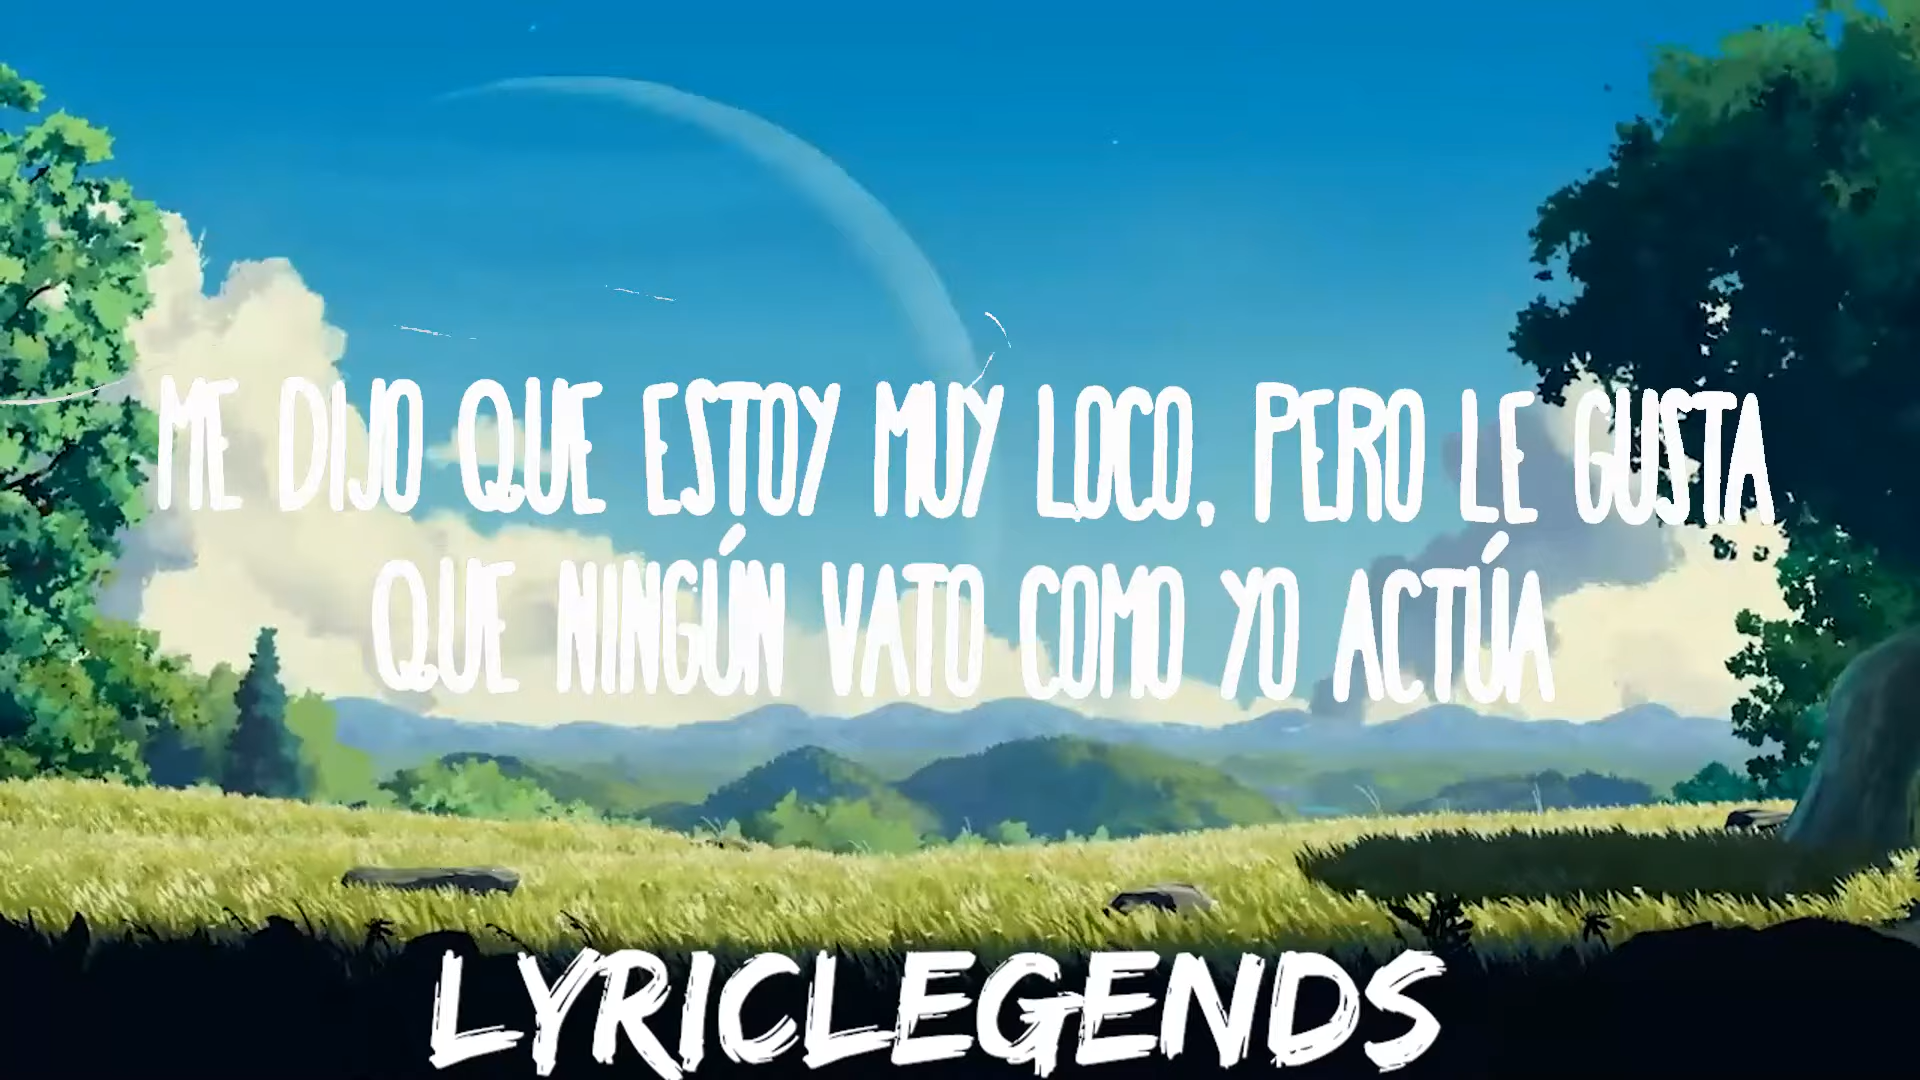 ME DIJO QUE ESTOY MUY LOCO, PERO LE GUSTA
QUE NINGÚN VATO COMO YO ACTÚA
LYRICLEGENDS